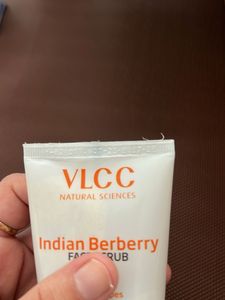 VLCC
NATURAL SCIENCES
Indian Berberry